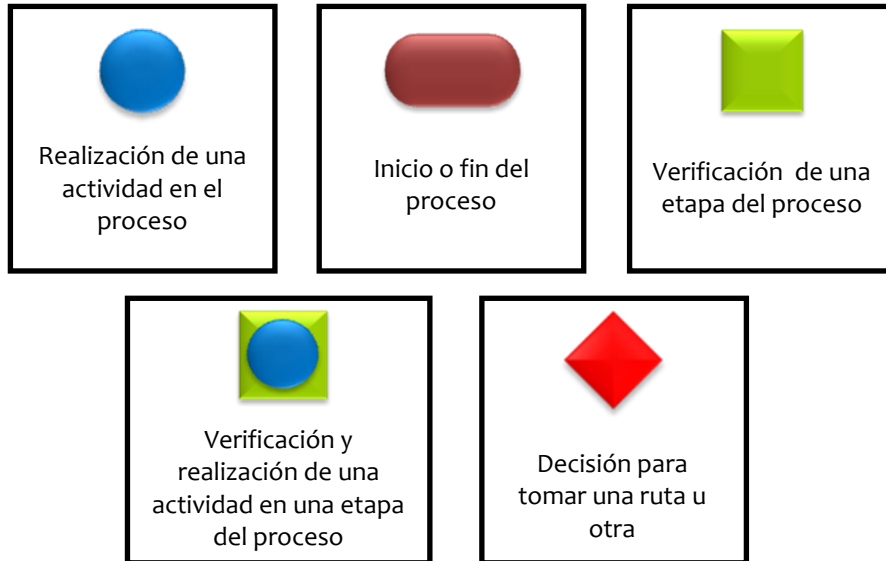 Realización de una
actividad en el
proceso
Inicio o fin del
proceso
Verificación de una
etapa del proceso
Verificación y
realización de una
actividad en una etapa
del proceso
Decisión para
tomar una ruta u
otra